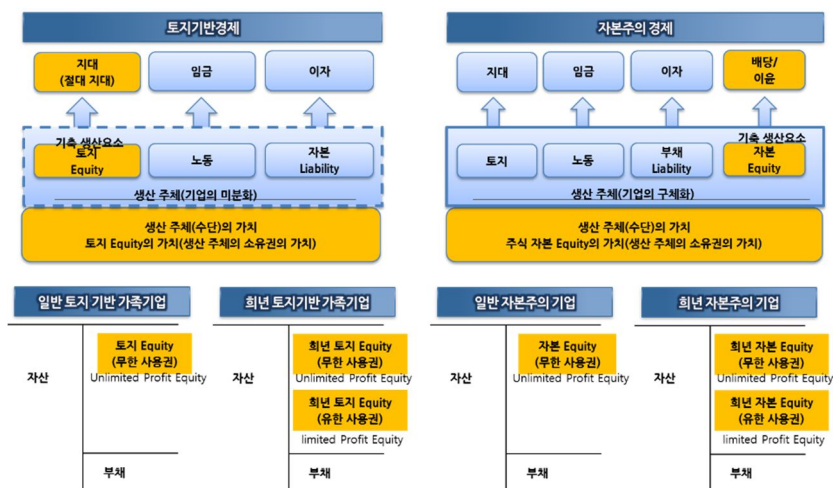 토지기반경제
지대
(절대 지대)
임금
이자
기축 생산요소
토지
Equity
노동
자본
Liability
생산 주체(기업의 미분화)
생산 주체(수단)의 가치
토지 Equity의 가치(생산 주체의 소유권의 가치)
자본주의 경제
지대
임금
이자
배당/
이윤
기축 생산요소
토지
노동
부채
Liability
자본
Equity
생산 주체(기업의 구체화)
생산 주체(수단)의 가치
주식 자본 Equity의 가치(생산 주체의 소유권의 가치)
일반 토지 기반 가족기업
자산
토지 Equity
(무한 사용권)
Unlimited Profit Equity
부채
희년 토지기반 가족기업
자산
희년 토지 Equity
(무한 사용권)
Unlimited Profit Equity
희년 토지 Equity
(유한 사용권)
limited Profit Equity
부채
일반 자본주의 기업
자산
자본 Equity
(무한 사용권)
Unlimited Profit Equity
부채
희년 자본주의 기업
자산
희년 자본 Equity
(무한 사용권)
Unlimited Profit Equity
희년 자본 Equity
(유한 사용권)
limited Profit Equity
부채